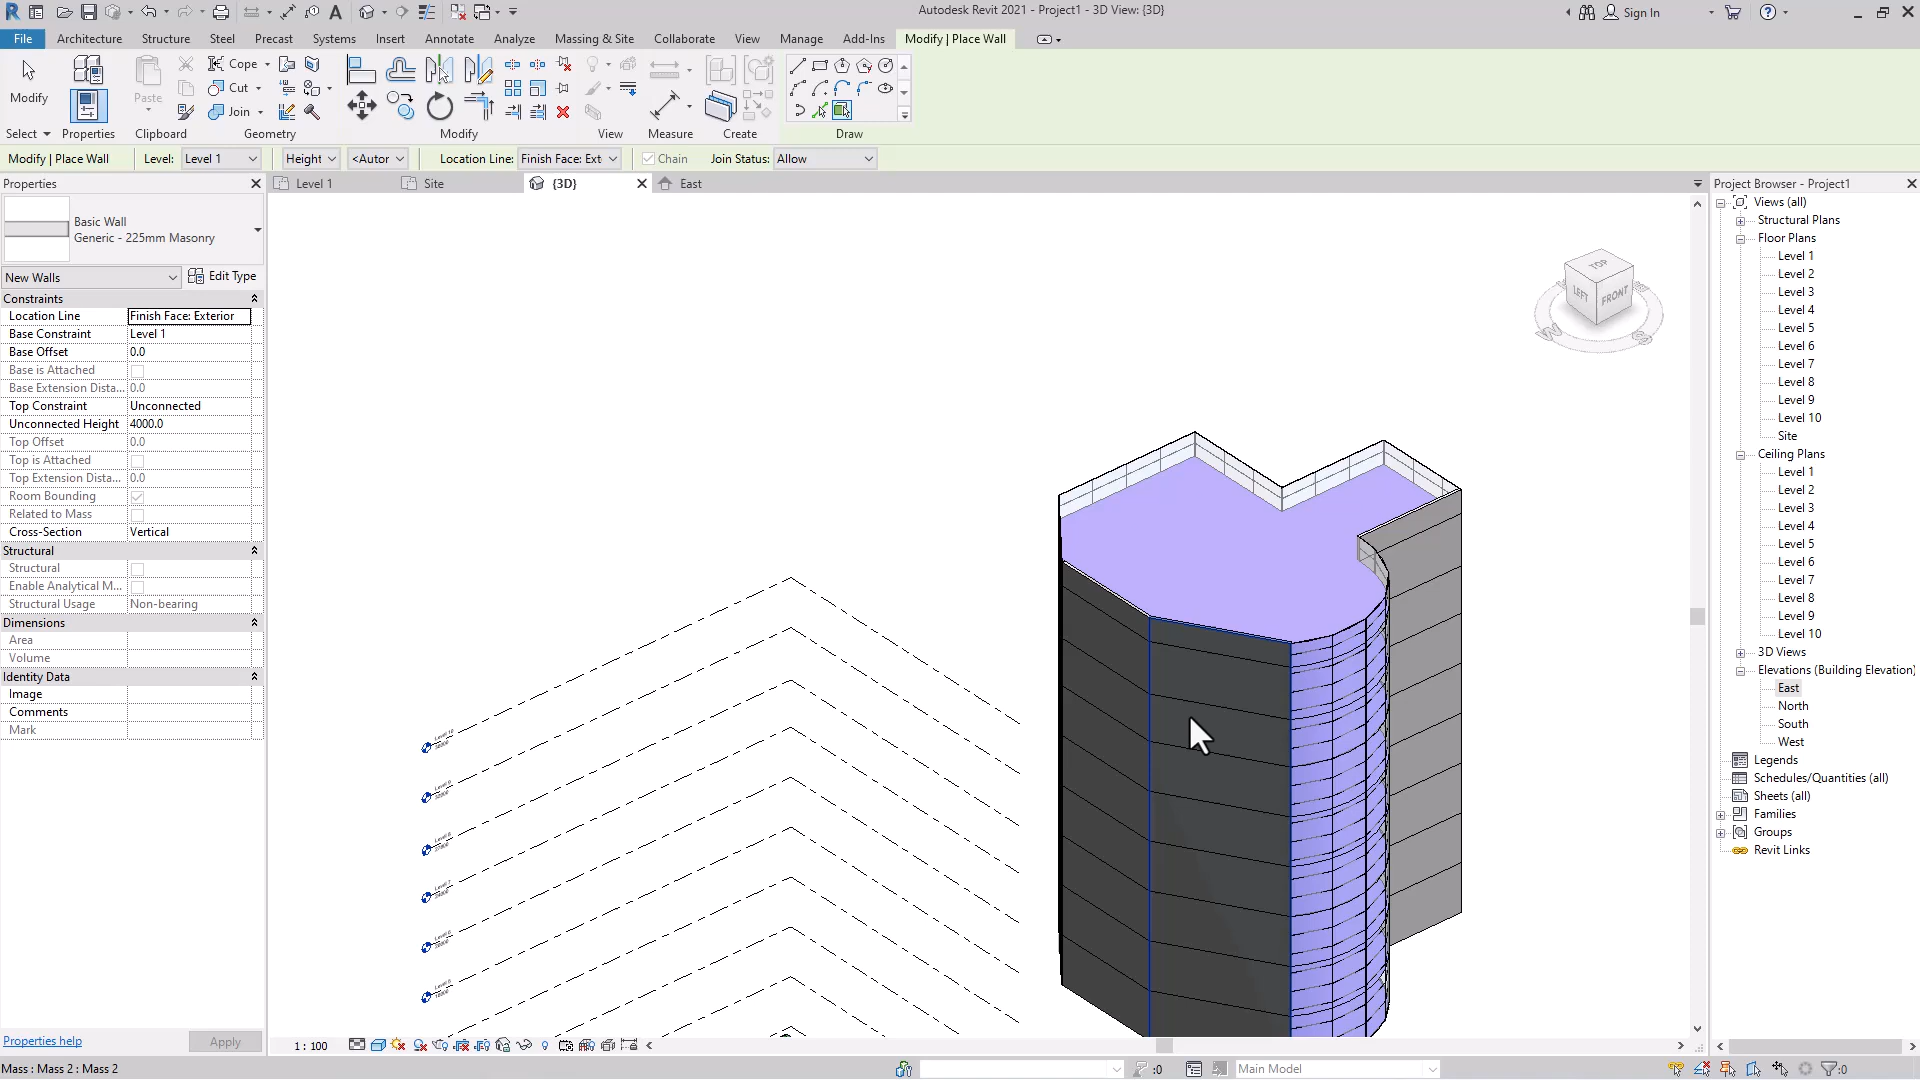 Autodesk Revit 2021 - Project1 - 3D View: {3D}
Sign In
File
Architecture
Structure
Steel
Precast
Systems
Insert
Annotate
Analyze
Massing & Site
Collaborate
View
Manage
Add-Ins
Modify | Place Wall
Modify
Paste
Cope
Cut
Join
Select
Properties
Clipboard
Geometry
Modify
View
Measure
Create
Draw
Modify | Place Wall
Level: Level 1
Height
<Autor
Location Line: Finish Face: Ext
Chain
Join Status: Allow
Properties
Level 1
Site
{3D}
East
Project Browser - Project1
Basic Wall
Generic - 225mm Masonry
New Walls
Edit Type
Constraints
Location Line Finish Face: Exterior
Base Constraint Level 1
Base Offset 0.0
Base is Attached
Base Extension Dista... 0.0
Top Constraint Unconnected
Unconnected Height 4000.0
Top Offset 0.0
Top is Attached
Top Extension Dista... 0.0
Room Bounding
Related to Mass
Cross-Section Vertical
Structural
Structural
Enable Analytical M...
Structural Usage Non-bearing
Dimensions
Area
Volume
Identity Data
Image
Comments
Mark
Properties help
Apply
TOP
LEFT
FRONT
W
S
Views (all)
Structural Plans
Floor Plans
Level 1
Level 2
Level 3
Level 4
Level 5
Level 6
Level 7
Level 8
Level 9
Level 10
Site
Ceiling Plans
Level 1
Level 2
Level 3
Level 4
Level 5
Level 6
Level 7
Level 8
Level 9
Level 10
3D Views
Elevations (Building Elevation)
East
North
South
West
Legends
Schedules/Quantities (all)
Sheets (all)
Families
Groups
Revit Links
1 : 100
Mass : Mass 2 : Mass 2
:0
Main Model
:0